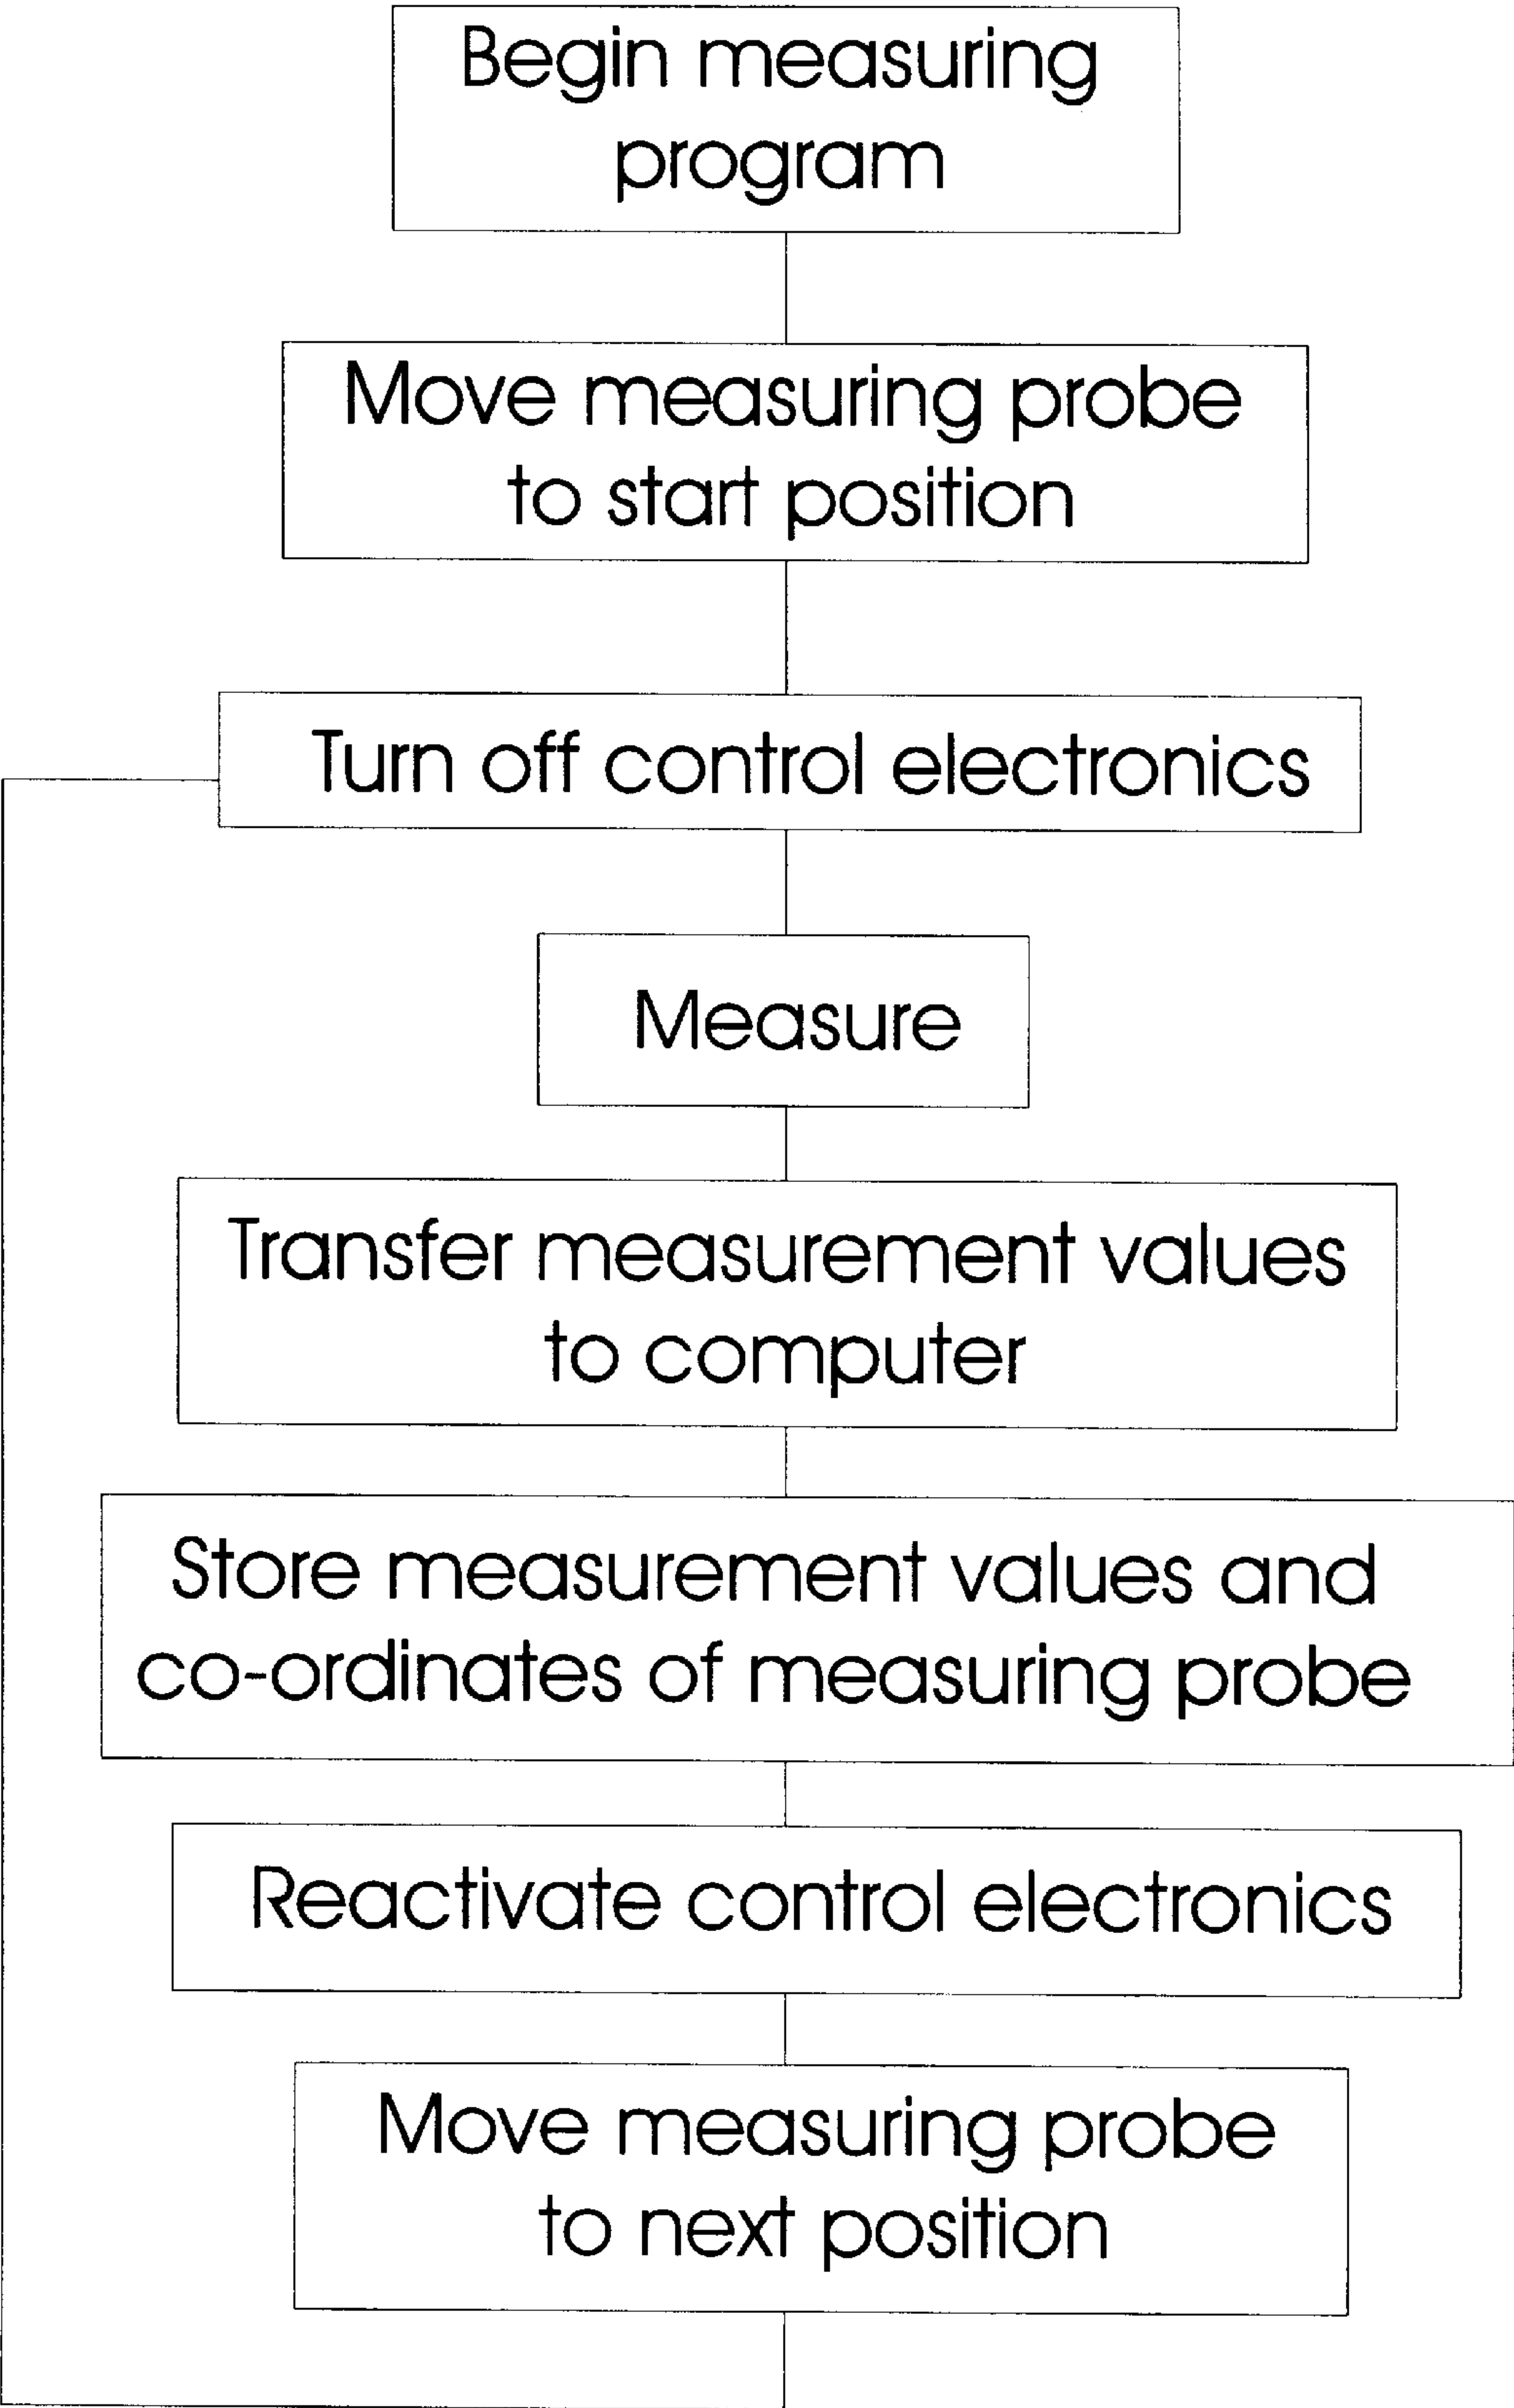 Begin measuring
program
Move measuring probe
to start position
Turn off control electronics
Measure
Transfer measurement values
to computer
Store measurement values and
co-ordinates of measuring probe
Reactivate control electronics
Move measuring probe
to next position